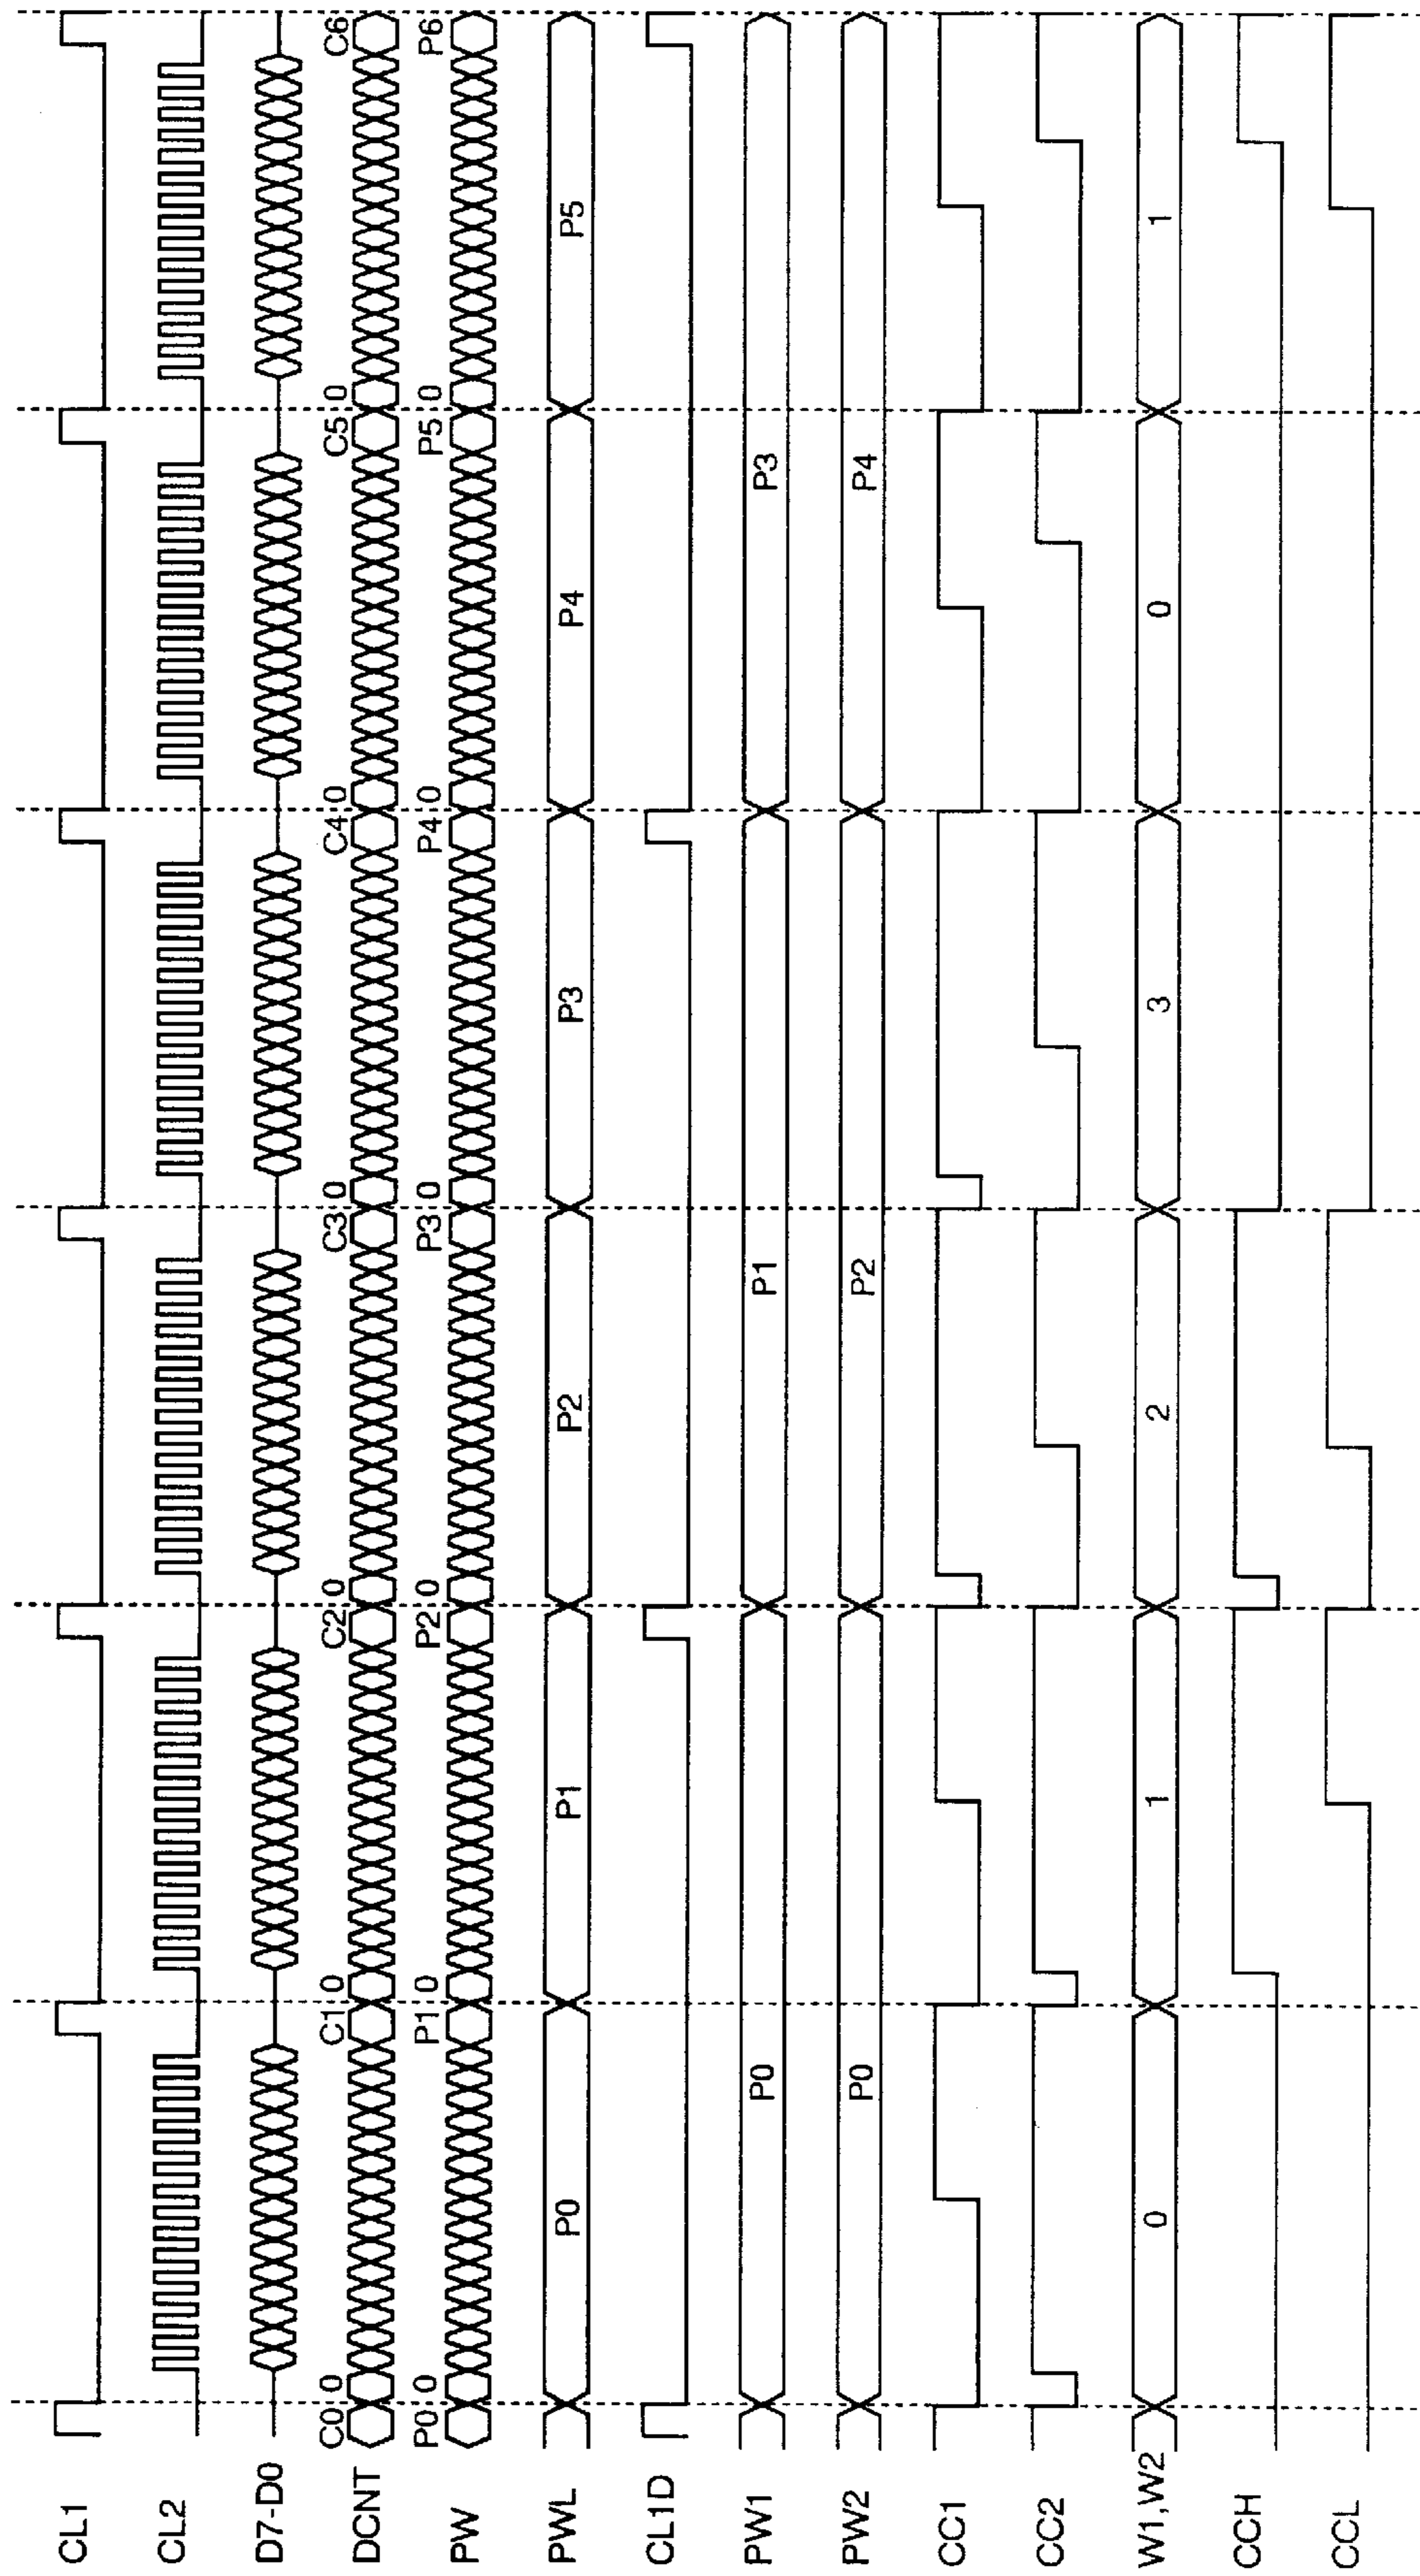 CL1
CL2
D7-D0
C0 0 C1 0 C2 0 C3 0 C4 0 C5 0 C6
DCNT
P0 0 P1 0 P2 0 P3 0 P4 0 P5 0 P6
PW
PWL P0 P1 P2 P3 P4 P5
CL1D
PW1 P0 P1 P3
PW2 P0 P2 P4
CC1
CC2
W1,W2 0 1 2 3 0 1
CCH
CCL